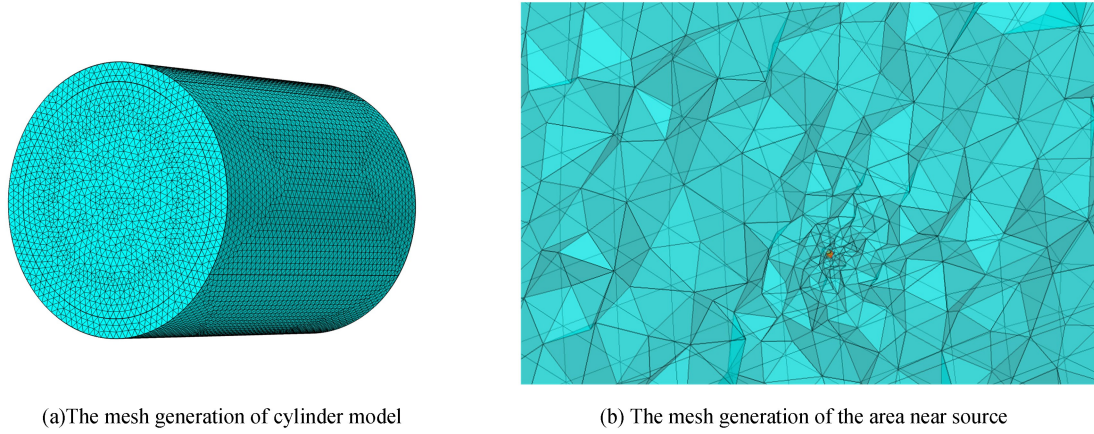 (a)The mesh generation of cylinder model
(b) The mesh generation of the area near source